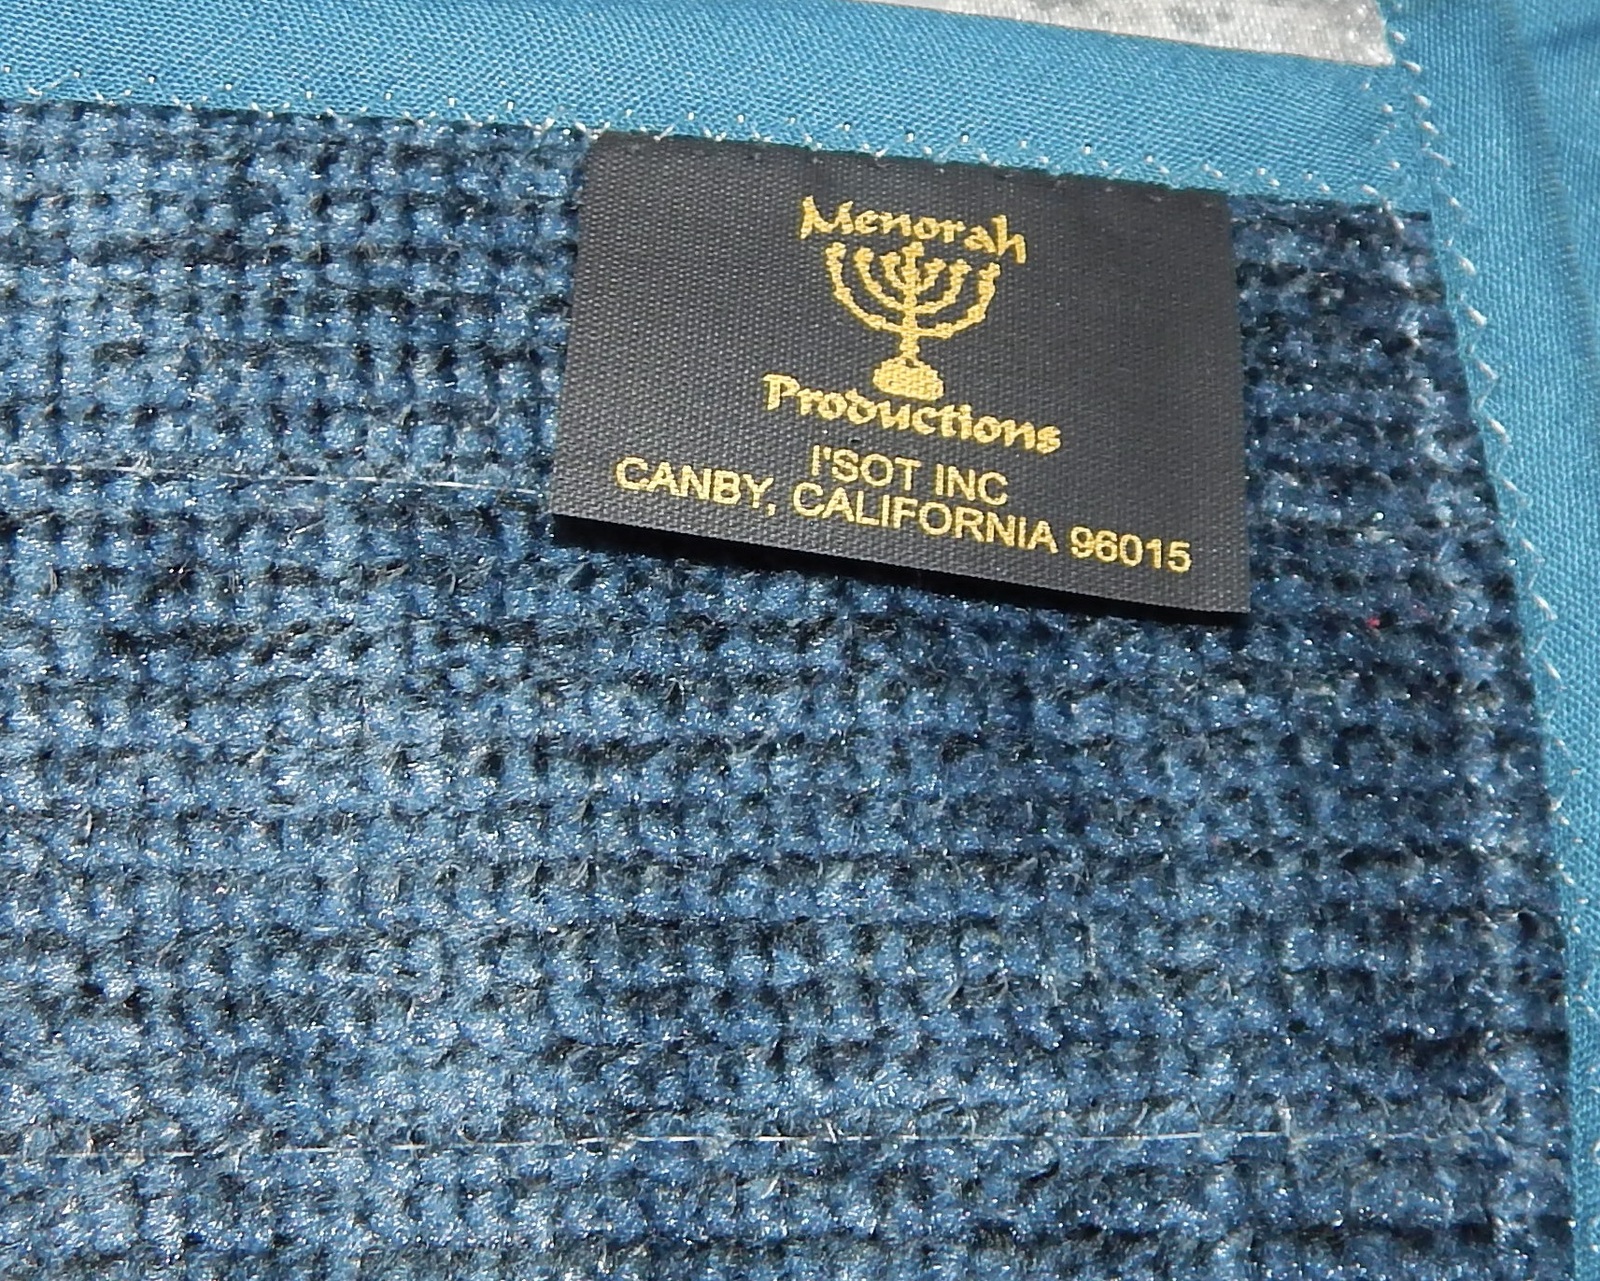 Menorah
Productions
I'SOT INC
CANBY, CALIFORNIA 96015